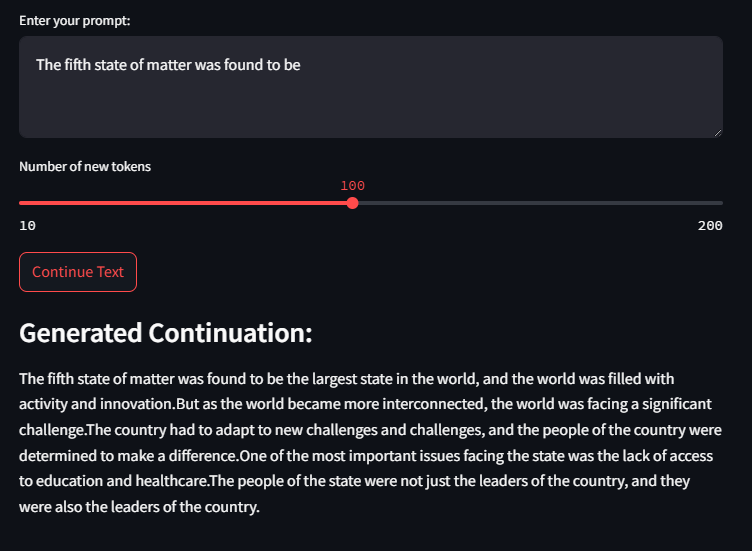 Enter your prompt:
The fifth state of matter was found to be
Number of new tokens
100
10
200
Continue Text
Generated Continuation:
The fifth state of matter was found to be the largest state in the world, and the world was filled with
activity and innovation.But as the world became more interconnected, the world was facing a significant
challenge.The country had to adapt to new challenges and challenges, and the people of the country were
determined to make a difference.One of the most important issues facing the state was the lack of access
to education and healthcare.The people of the state were not just the leaders of the country, and they
were also the leaders of the country.